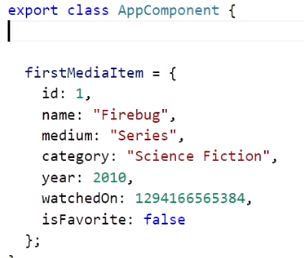 export class AppComponent {
firstMediaItem = {
id: 1,
name: "Firebug",
medium: "Series",
category: "Science Fiction",
year: 2010,
watchedOn: 1294166565384,
isFavorite: false
};